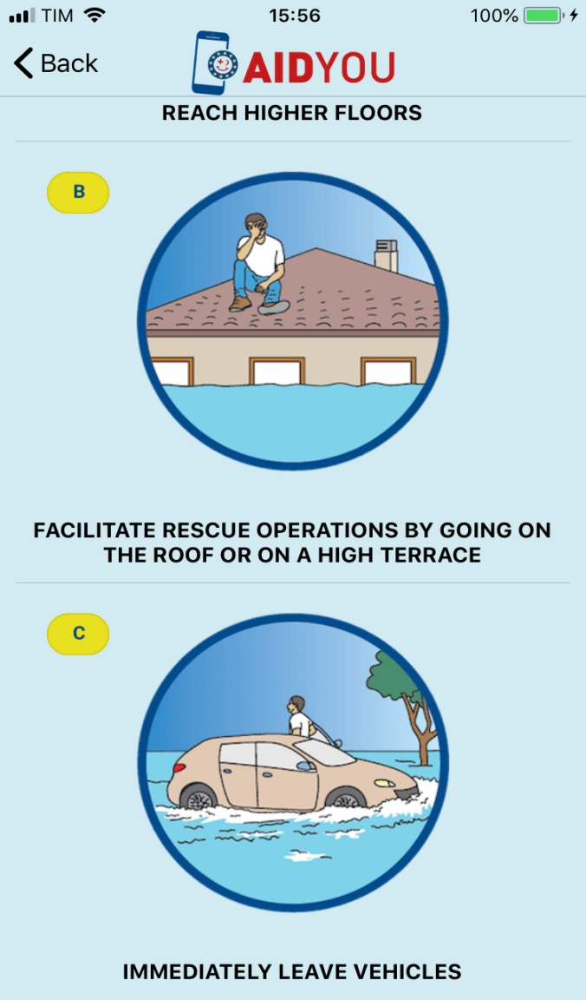 TIM 15:56 100%
Back AIDYOU
REACH HIGHER FLOORS
B
FACILITATE RESCUE OPERATIONS BY GOING ON
THE ROOF OR ON A HIGH TERRACE
C
IMMEDIATELY LEAVE VEHICLES